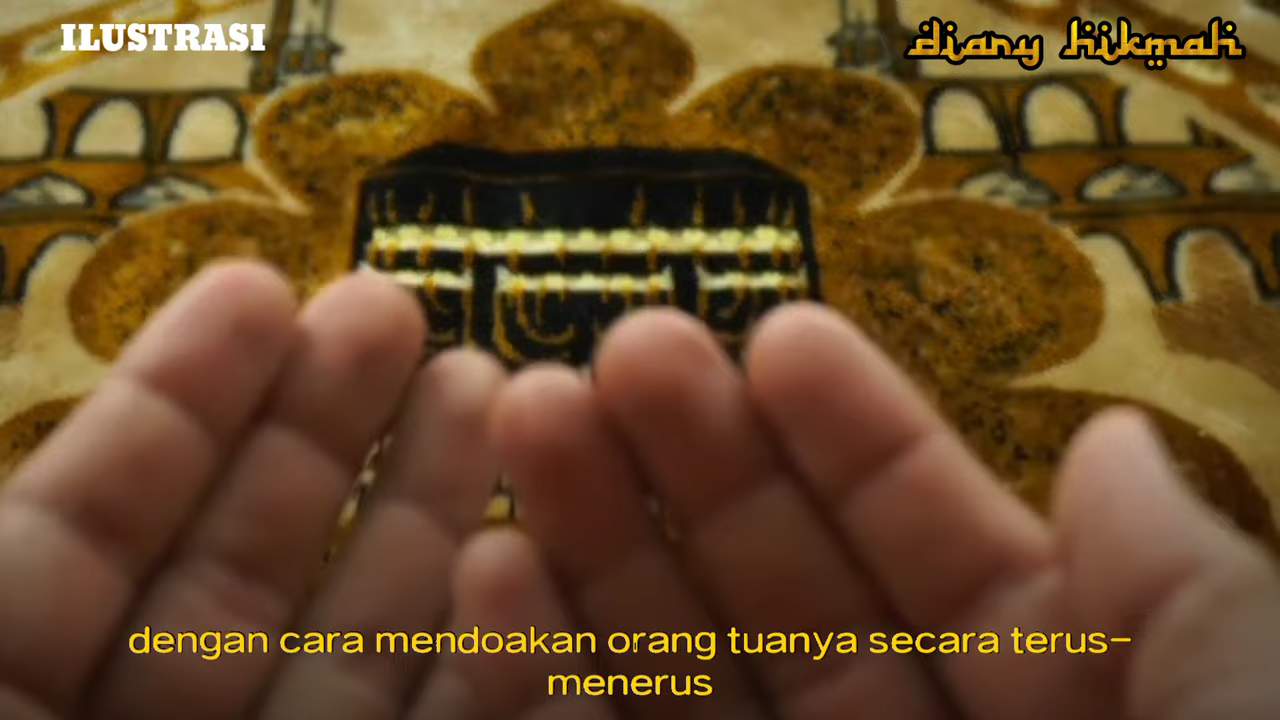 ILUSTRASI
diary hikmah
dengan cara mendoakan orang tuanya secara terus-
menerus